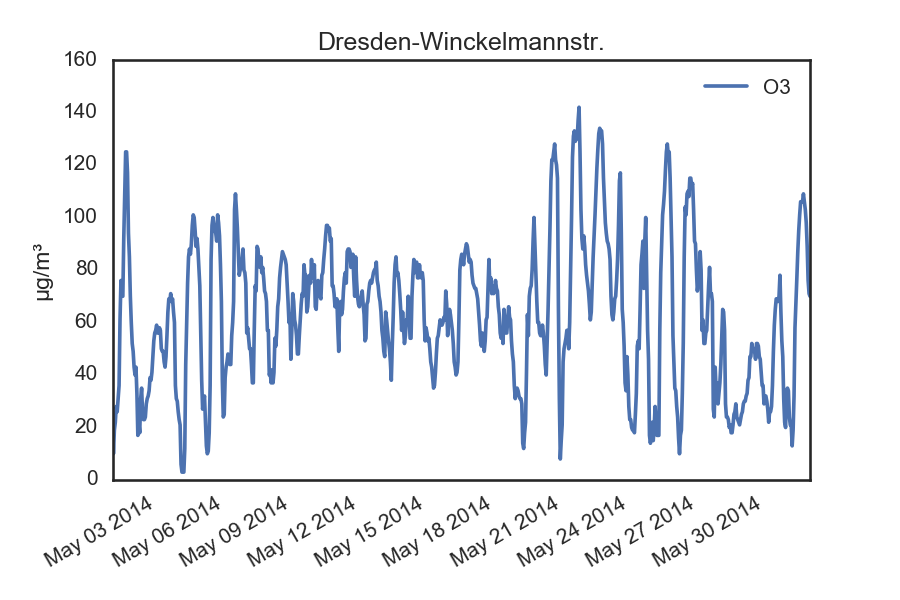 Dresden-Winckelmannstr.
160
140
120
100
80
60
40
20
0
µg/m³
O3
May 03 2014
May 06 2014
May 09 2014
May 12 2014
May 15 2014
May 18 2014
May 21 2014
May 24 2014
May 27 2014
May 30 2014